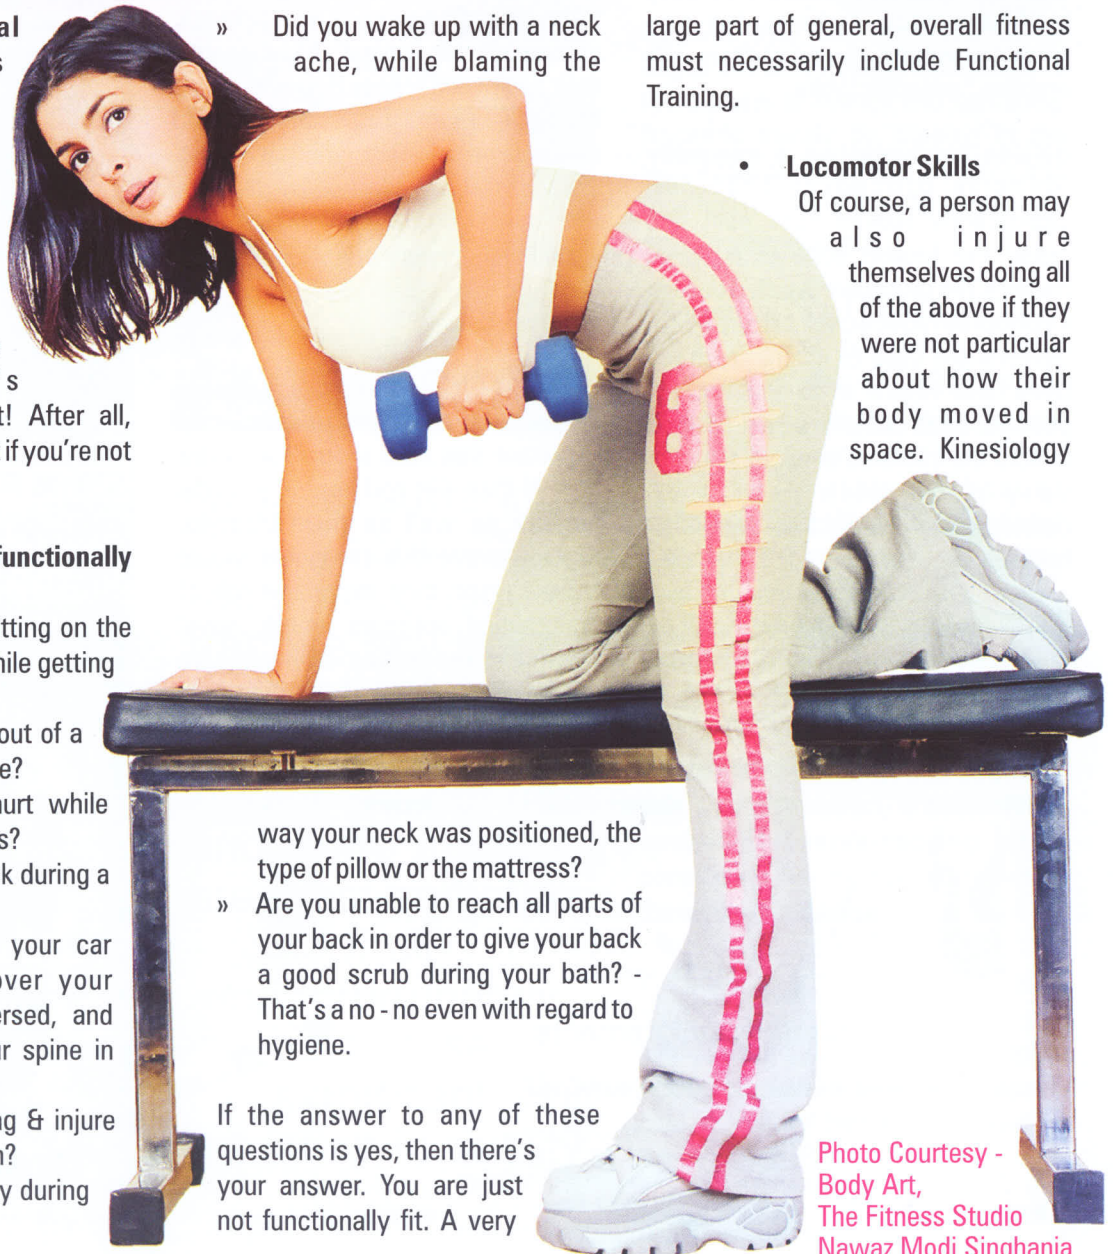 al
s
s
t! After all,
if you're not
functionally
tting on the
hile getting
out of a
e?
hurt while
s?
k during a
your car
over your
ersed, and
ur spine in
ng & injure
n?
y during
» Did you wake up with a neck
ache, while blaming the
way your neck was positioned, the
type of pillow or the mattress?
» Are you unable to reach all parts of
your back in order to give your back
a good scrub during your bath? -
That's a no - no even with regard to
hygiene.
If the answer to any of these
questions is yes, then there's
your answer. You are just
not functionally fit. A very
large part of general, overall fitness
must necessarily include Functional
Training.
• Locomotor Skills
Of course, a person may
also injure
themselves doing all
of the above if they
were not particular
about how their
body moved in
space. Kinesiology
Photo Courtesy -
Body Art,
The Fitness Studio
Nawaz Modi Singhania